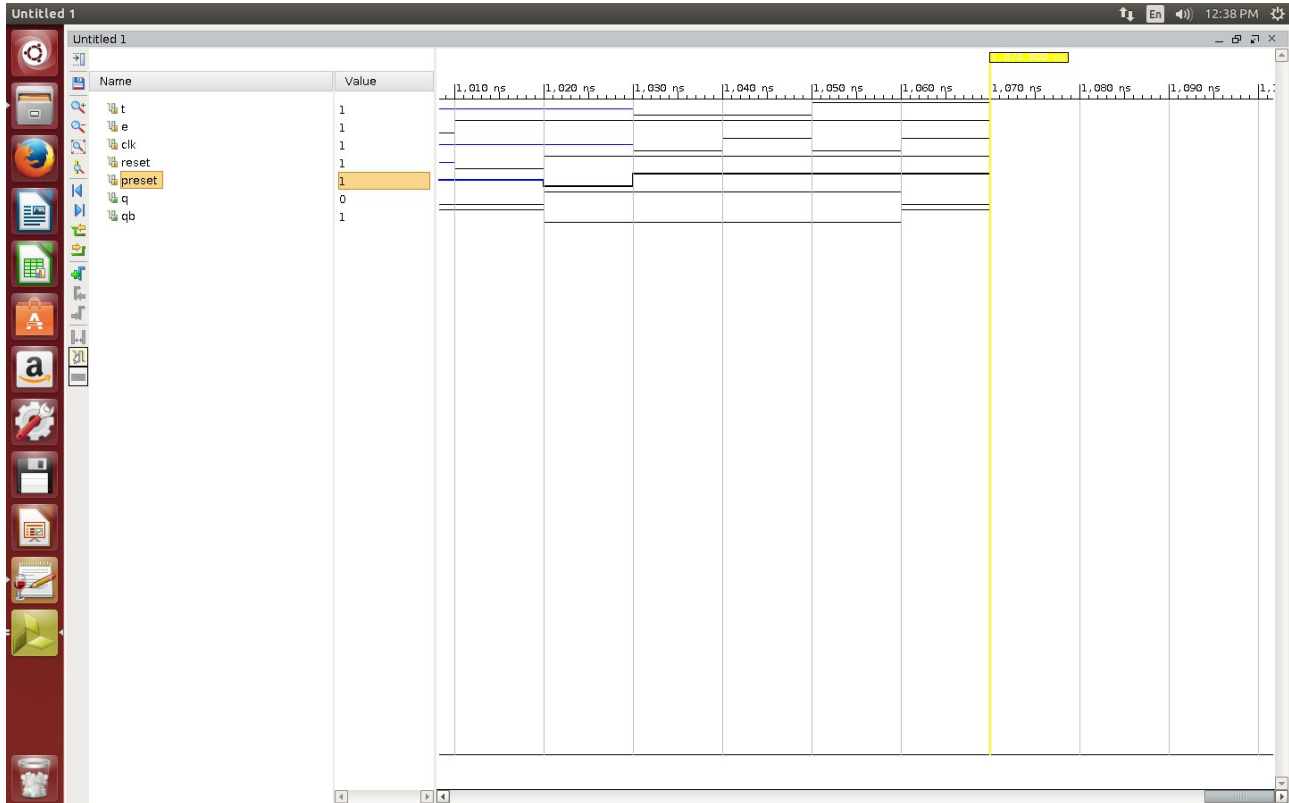 Untitled 1
En
12:38 PM
Untitled 1
Name Value
1,010 ns 1,020 ns 1,030 ns 1,040 ns 1,050 ns 1,060 ns 1,070 ns 1,080 ns 1,090 ns
t 1
e 1
clk 1
reset 1
preset 1
q 0
qb 1